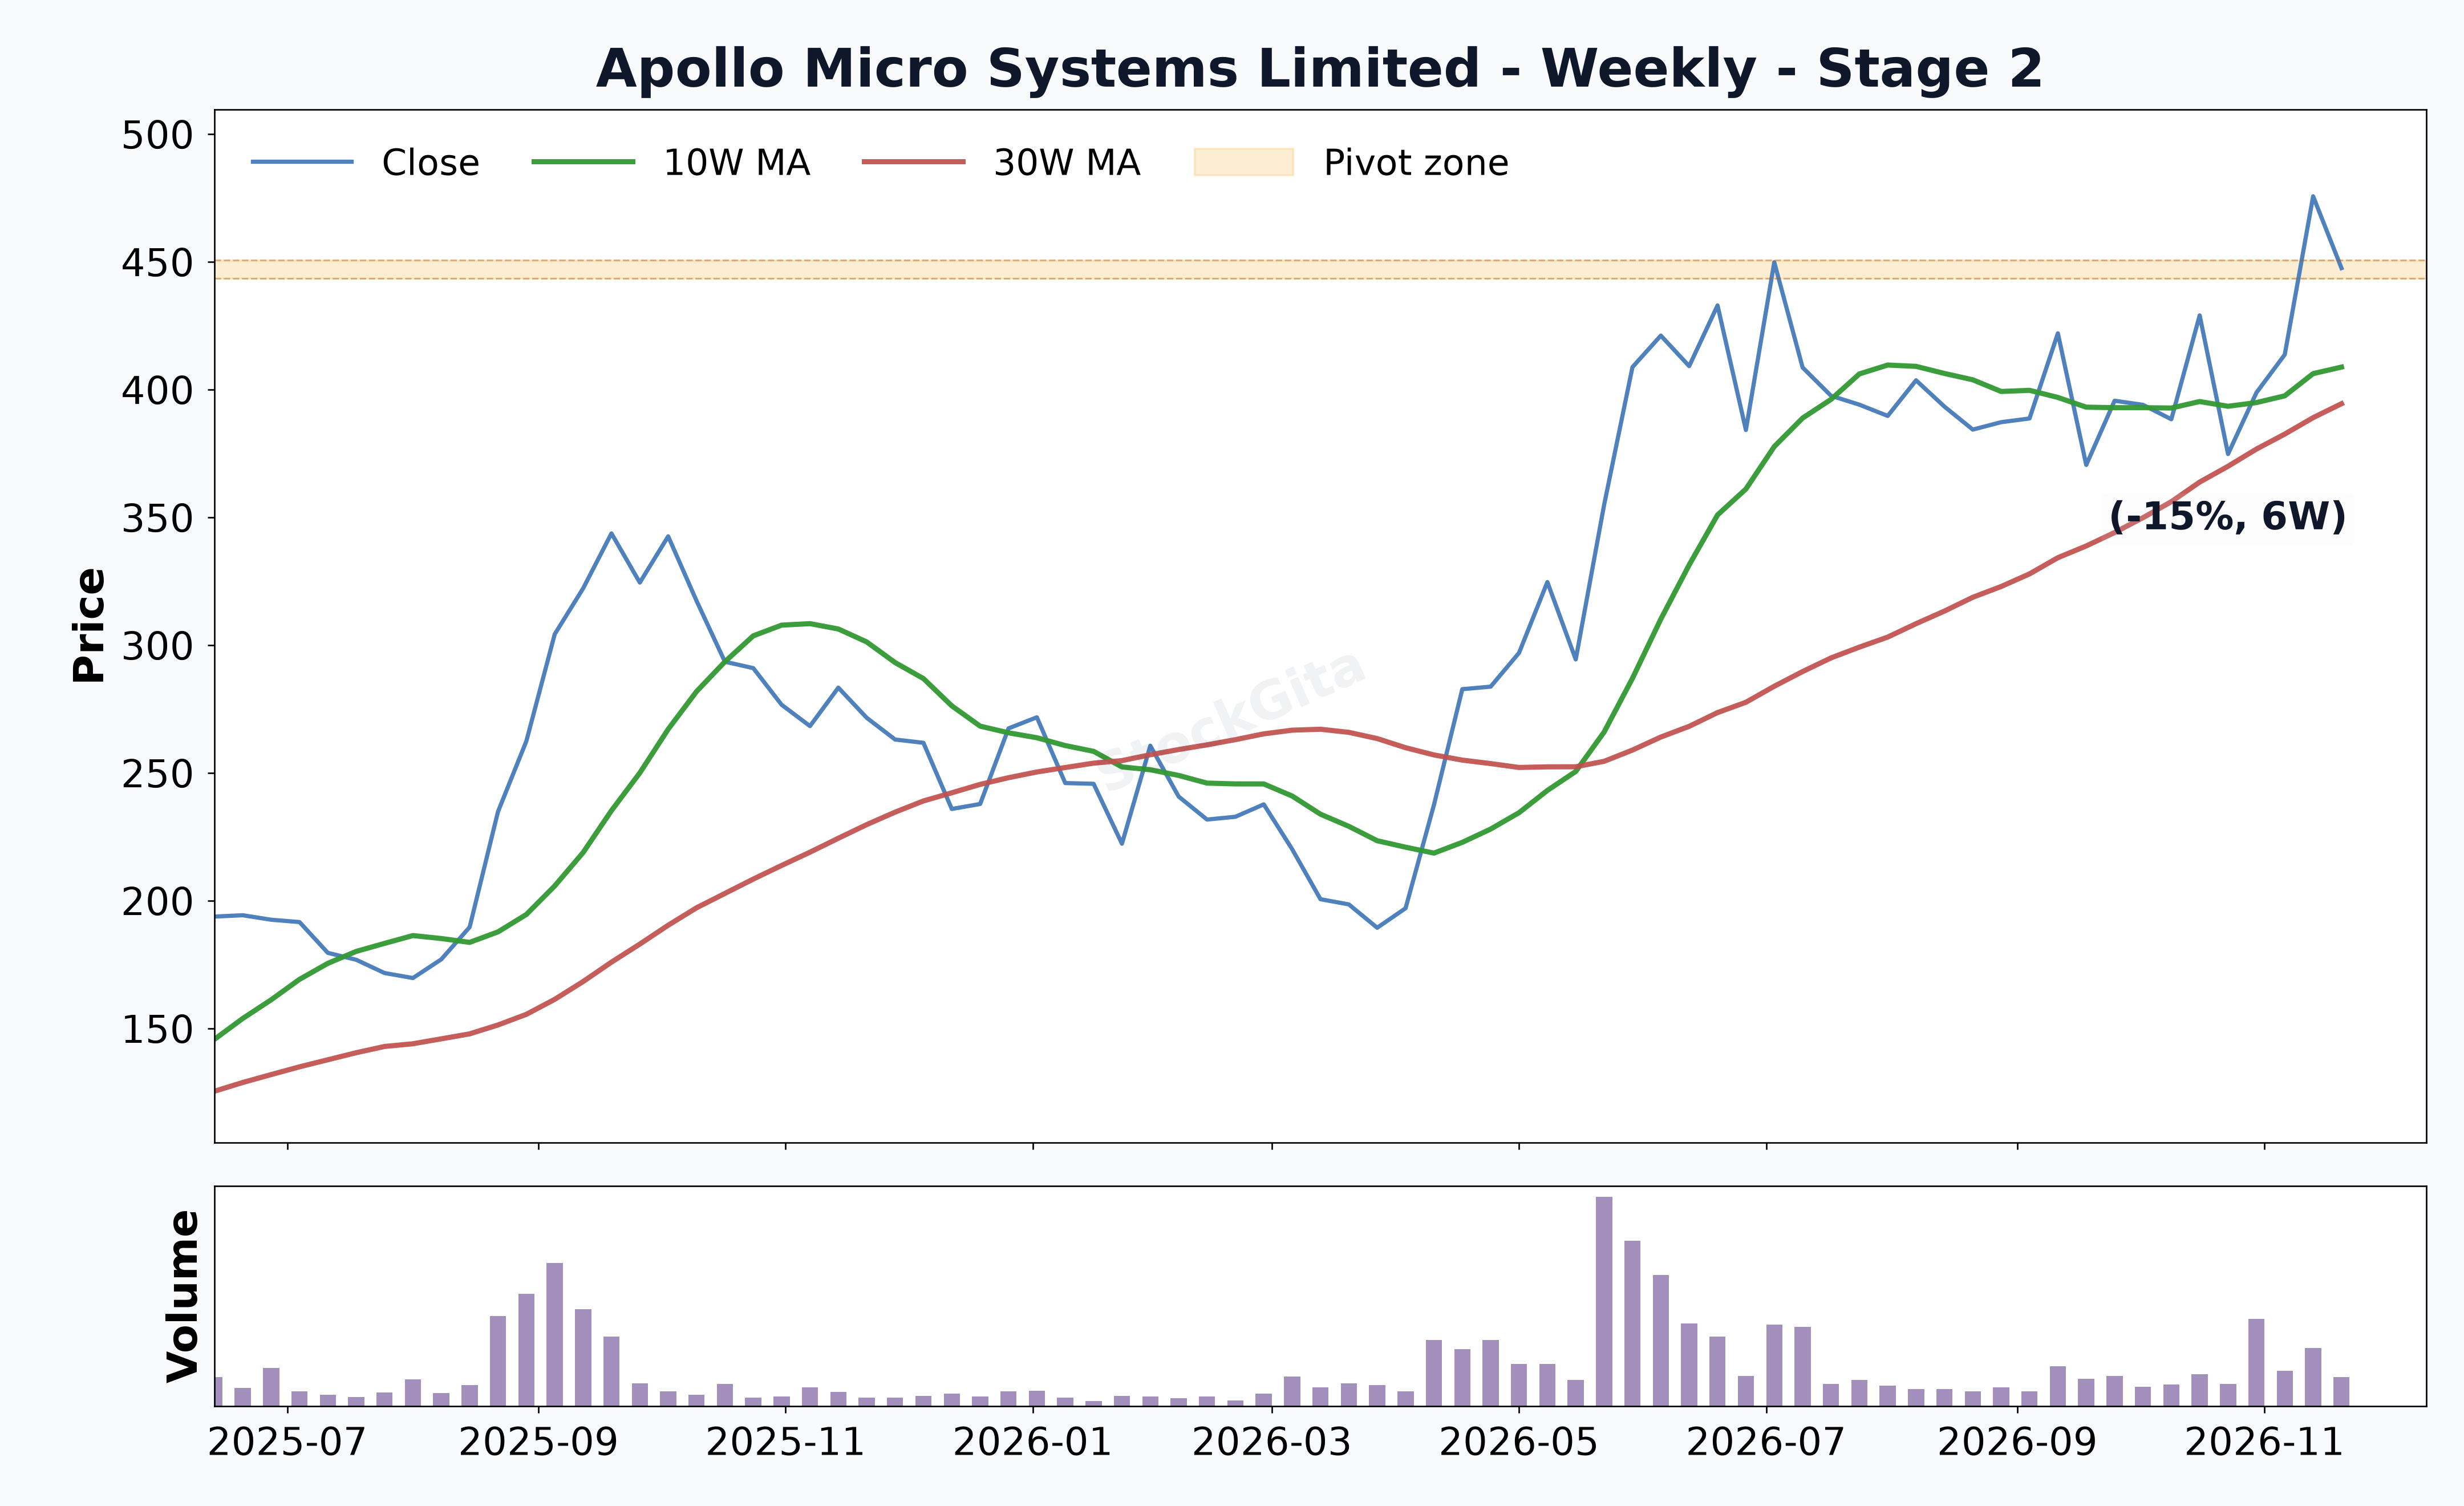 Apollo Micro Systems Limited - Weekly - Stage 2
Close 10W MA 30W MA Pivot zone
500
450
400
350
300
250
200
150
Price
(-15%, 6W)
StockGita
Volume
2025-07 2025-09 2025-11 2026-01 2026-03 2026-05 2026-07 2026-09 2026-11